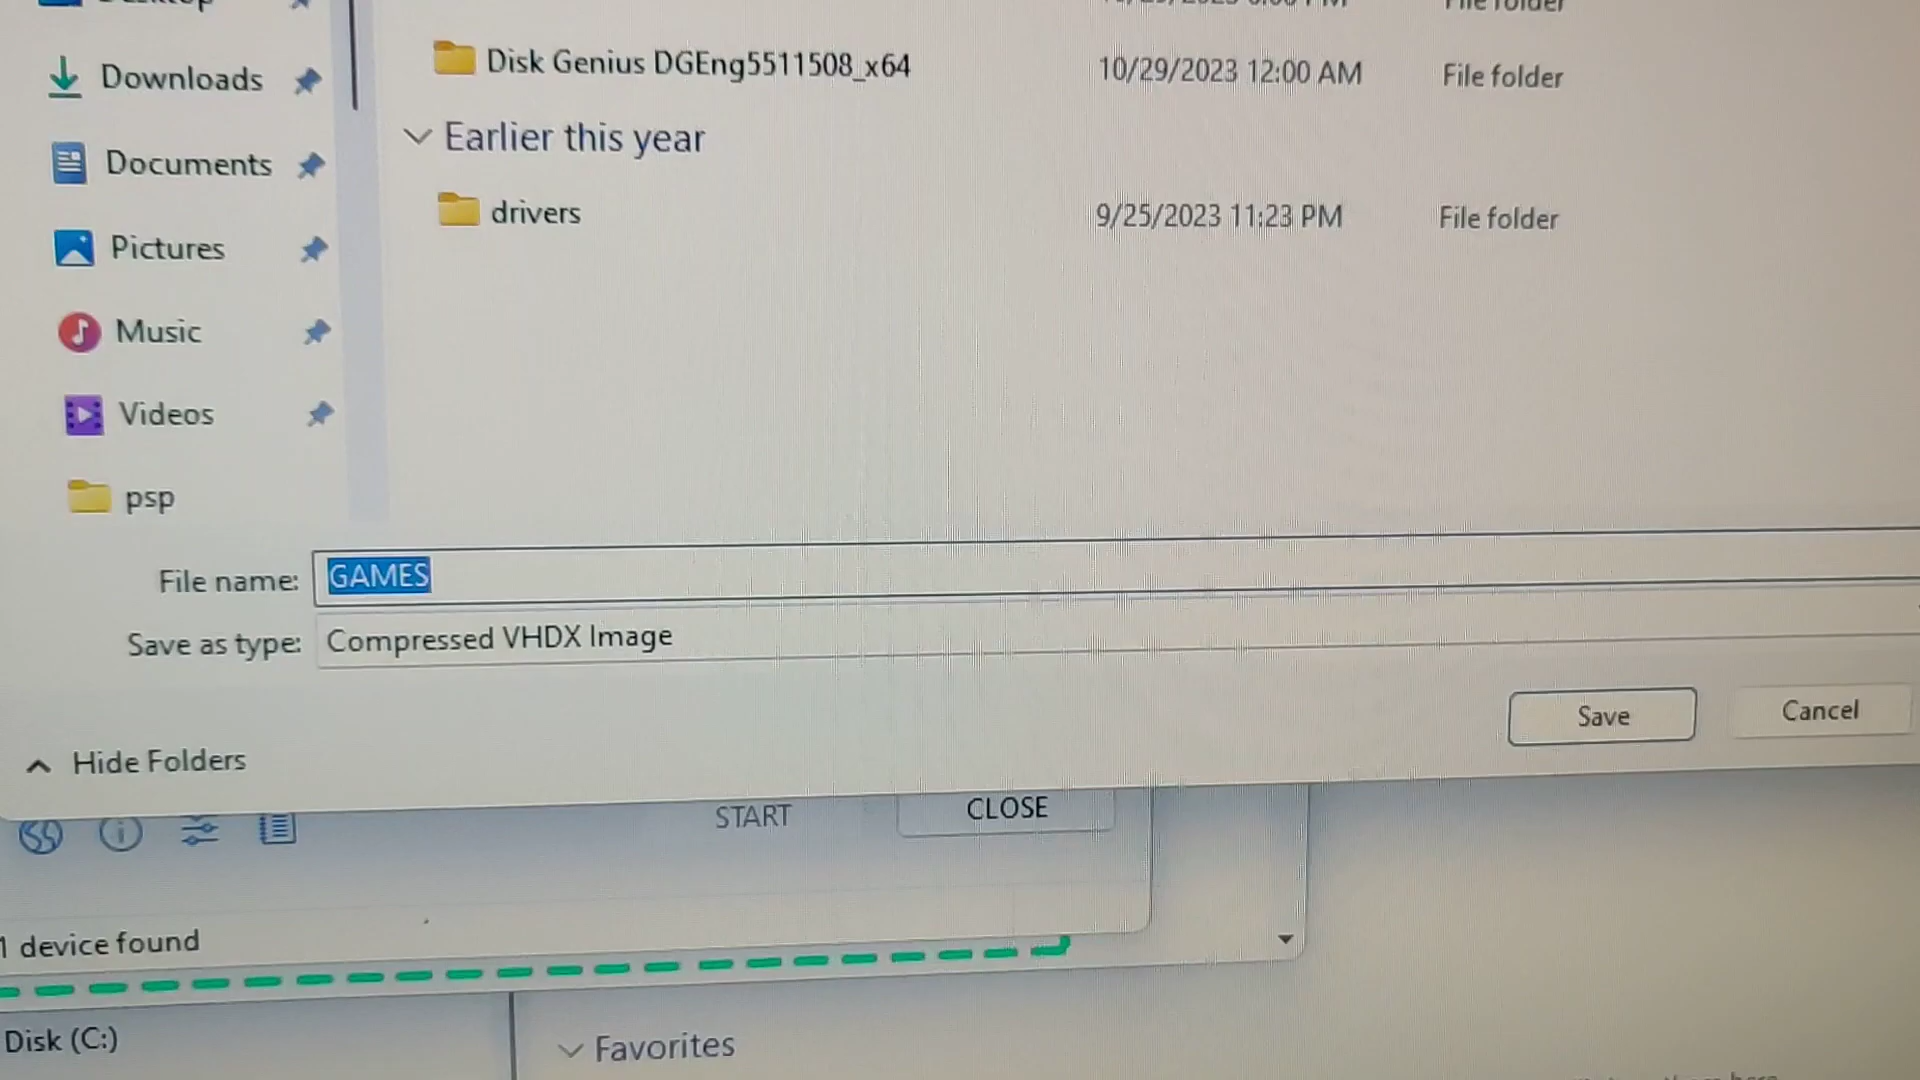 File folder
Downloads
Disk Genius DGEng5511508_x64
10/29/2023 12:00 AM
File folder
Earlier this year
Documents
drivers
9/25/2023 11:23 PM
File folder
Pictures
Music
Videos
psp
File name: GAMES
Save as type: Compressed VHDX Image
Save
Cancel
Hide Folders
START
CLOSE
1 device found
Disk (C:)
Favorites